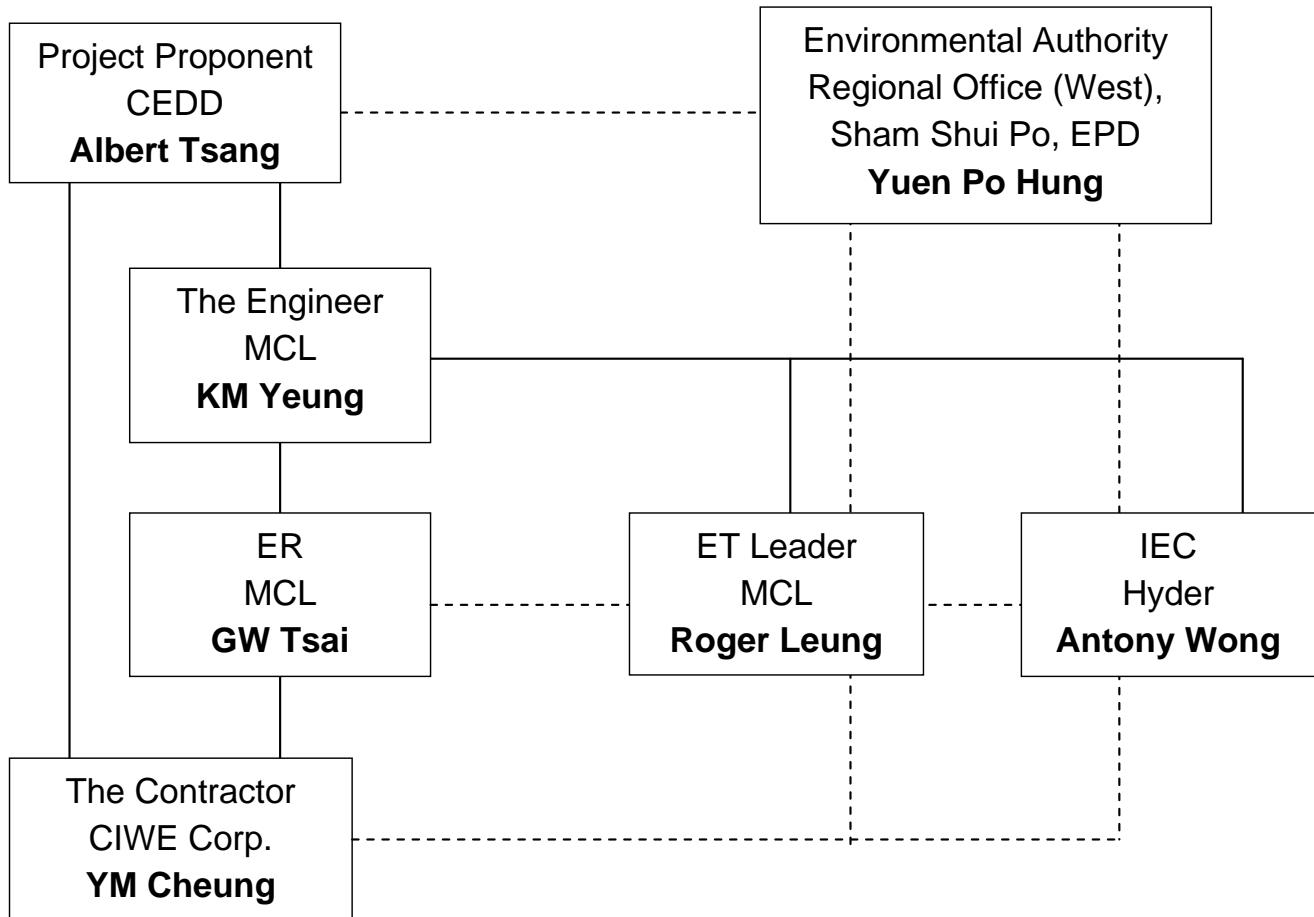 Project Proponent
CEDD
Albert Tsang
Environmental Authority
Regional Office (West),
Sham Shui Po, EPD
Yuen Po Hung
The Engineer
MCL
KM Yeung
ER
MCL
GW Tsai
ET Leader
MCL
Roger Leung
IEC
Hyder
Antony Wong
The Contractor
CIWE Corp.
YM Cheung